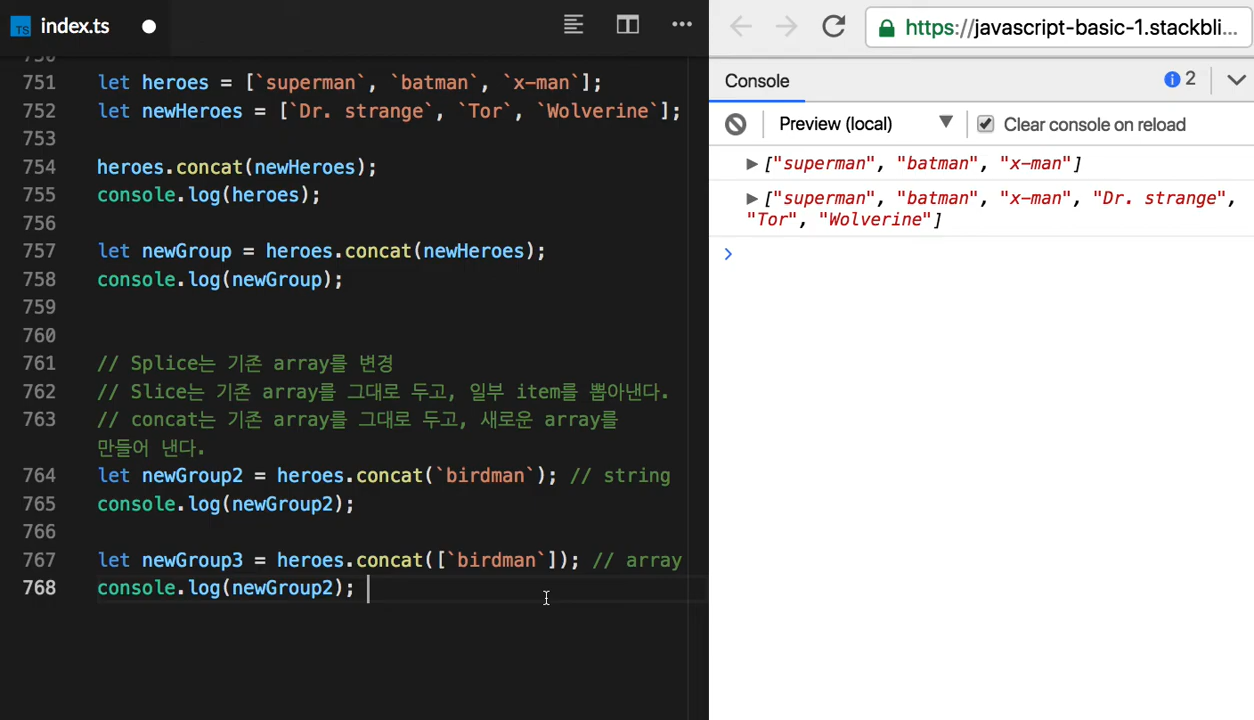 TS index.ts
750
751 let heroes = [`superman`, `batman`, `x-man`];
752 let newHeroes = [`Dr. strange`, `Tor`, `Wolverine`];
753
754 heroes.concat(newHeroes);
755 console.log(heroes);
756
757 let newGroup = heroes.concat(newHeroes);
758 console.log(newGroup);
759
760
761 // Splice는 기존 array를 변경
762 // Slice는 기존 array를 그대로 두고, 일부 item를 뽑아낸다.
763 // concat는 기존 array를 그대로 두고, 새로운 array를
만들어 낸다.
764 let newGroup2 = heroes.concat(`birdman`); // string
765 console.log(newGroup2);
766
767 let newGroup3 = heroes.concat([`birdman`]); // array
768 console.log(newGroup2);
https://javascript-basic-1.stackbli...
Console 2
Preview (local) Clear console on reload
["superman", "batman", "x-man"]
["superman", "batman", "x-man", "Dr. strange",
"Tor", "Wolverine"]